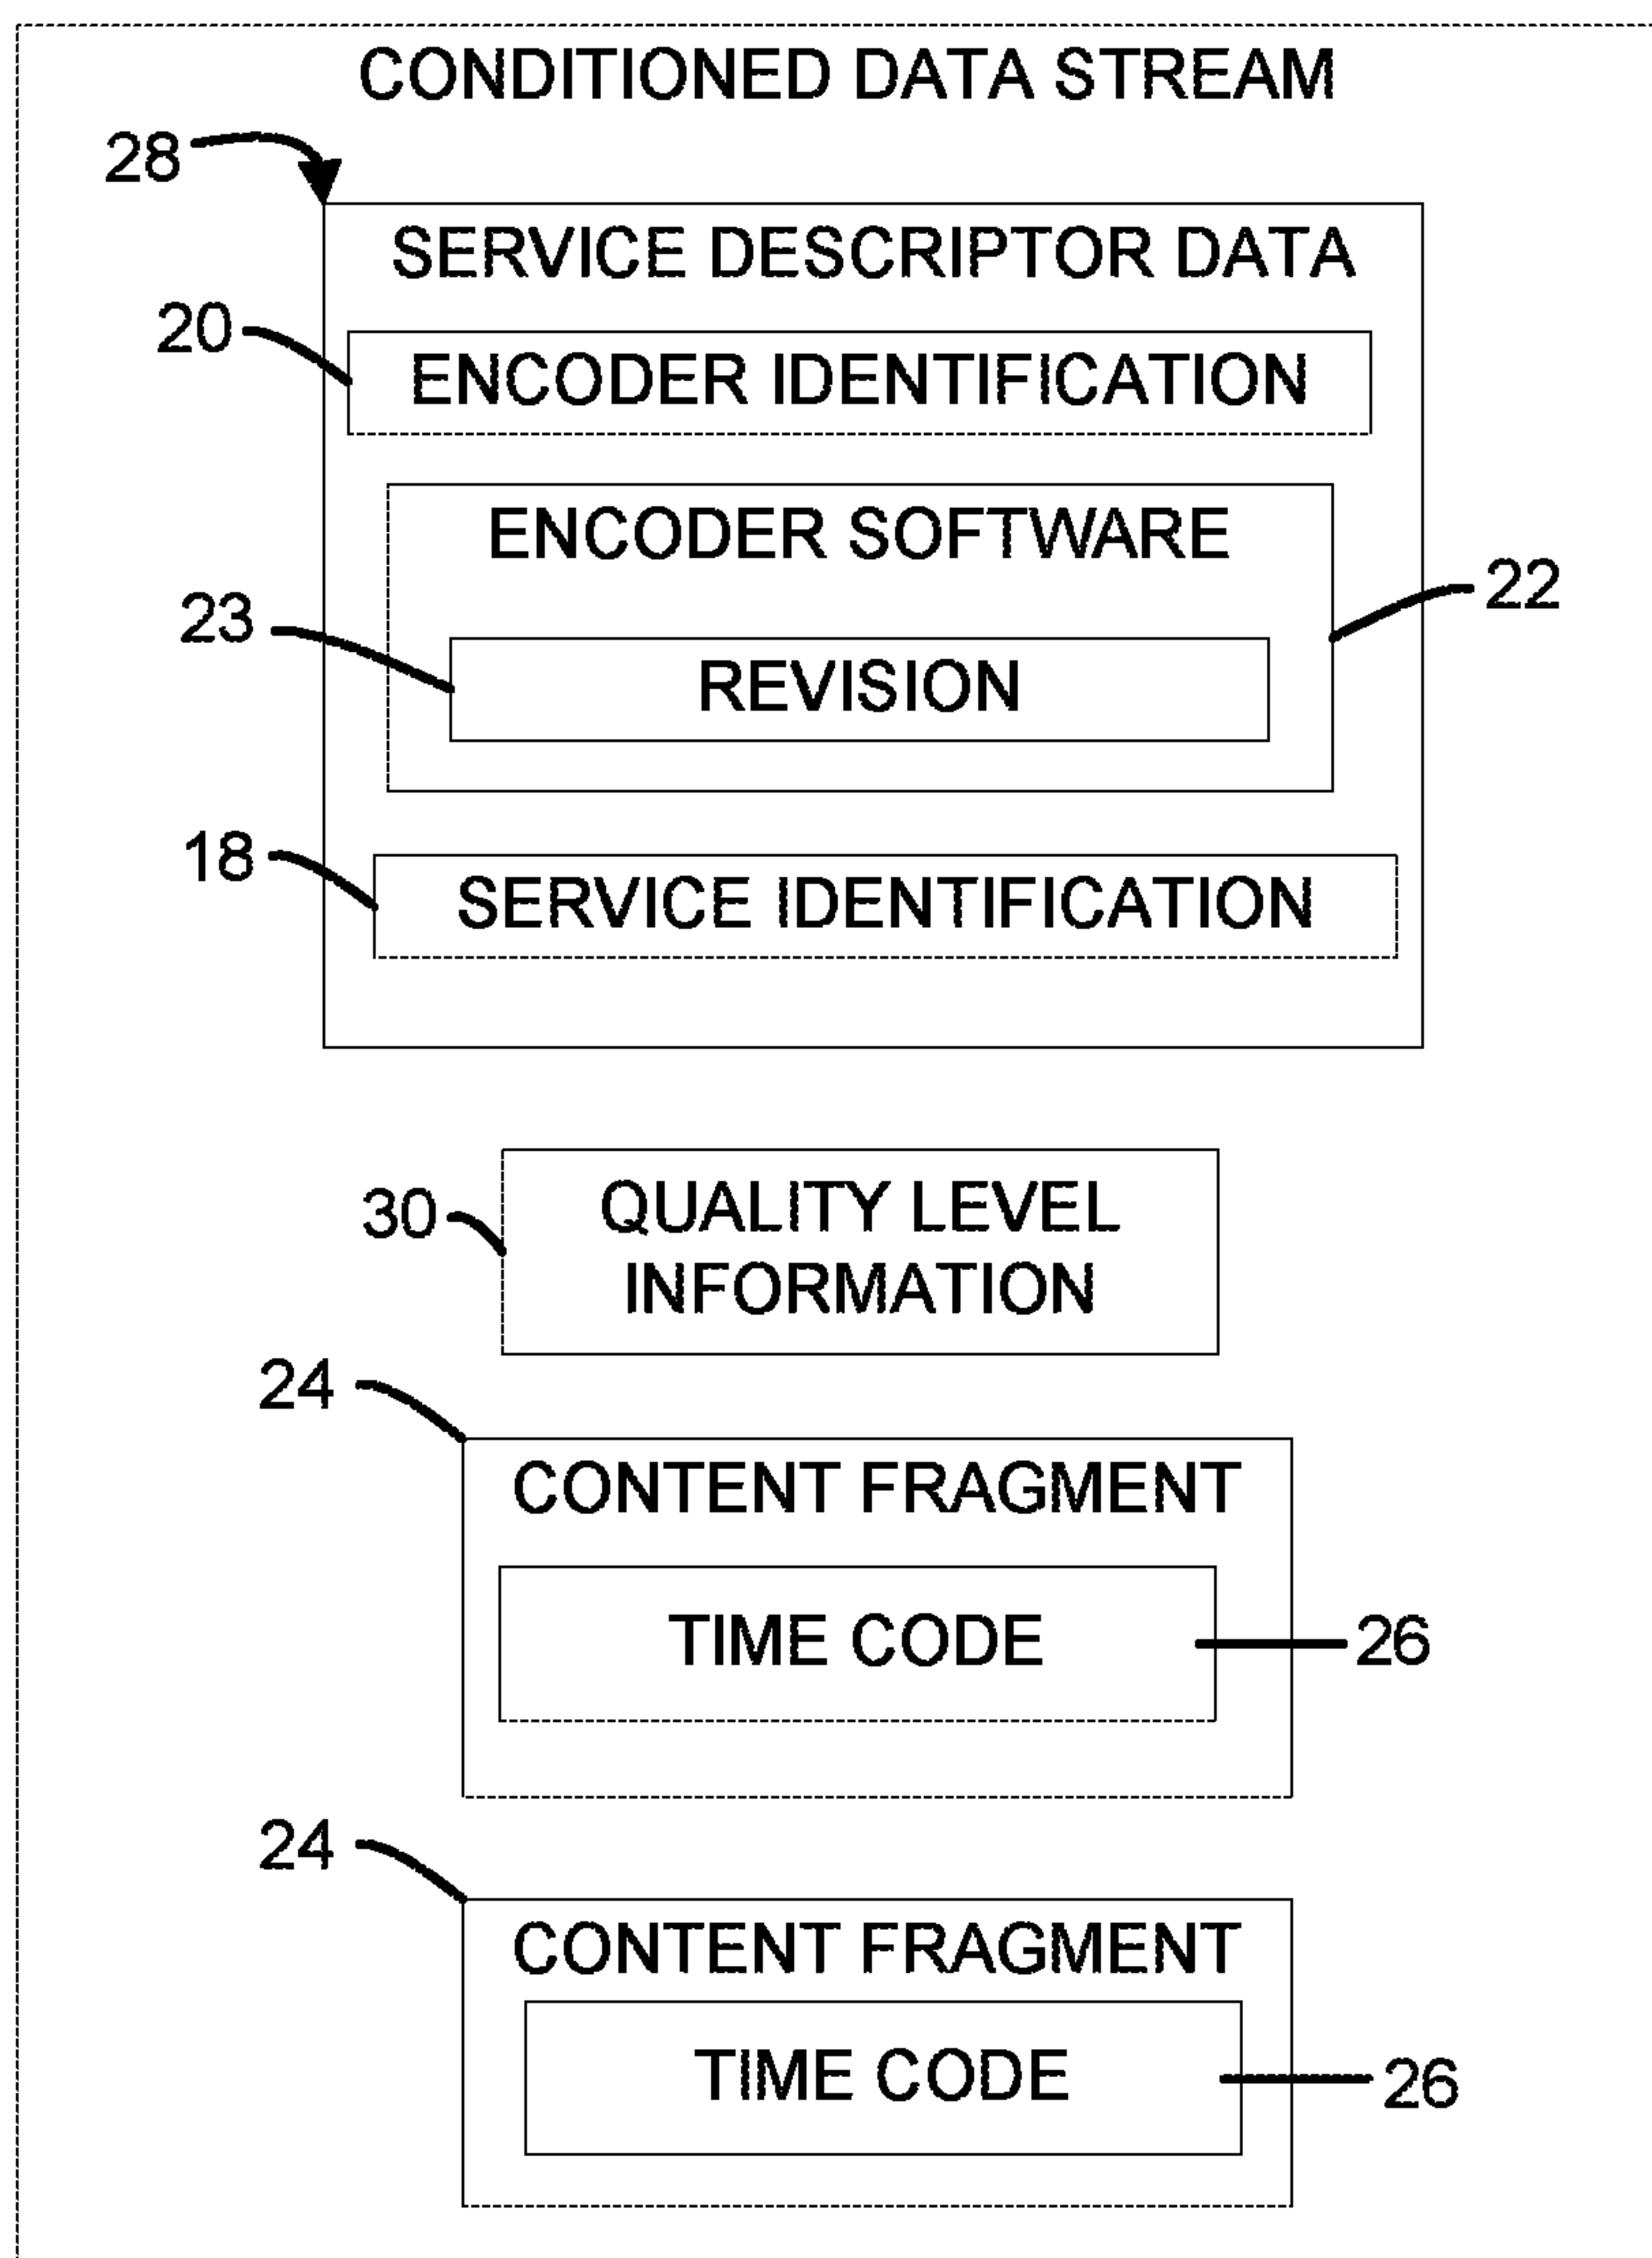 CONDITIONED DATA STREAM
28
SERVICE DESCRIPTOR DATA
20
ENCODER IDENTIFICATION
ENCODER SOFTWARE
22
23
REVISION
18
SERVICE IDENTIFICATION
30
QUALITY LEVEL
INFORMATION
24
CONTENT FRAGMENT
TIME CODE
26
24
CONTENT FRAGMENT
TIME CODE
26